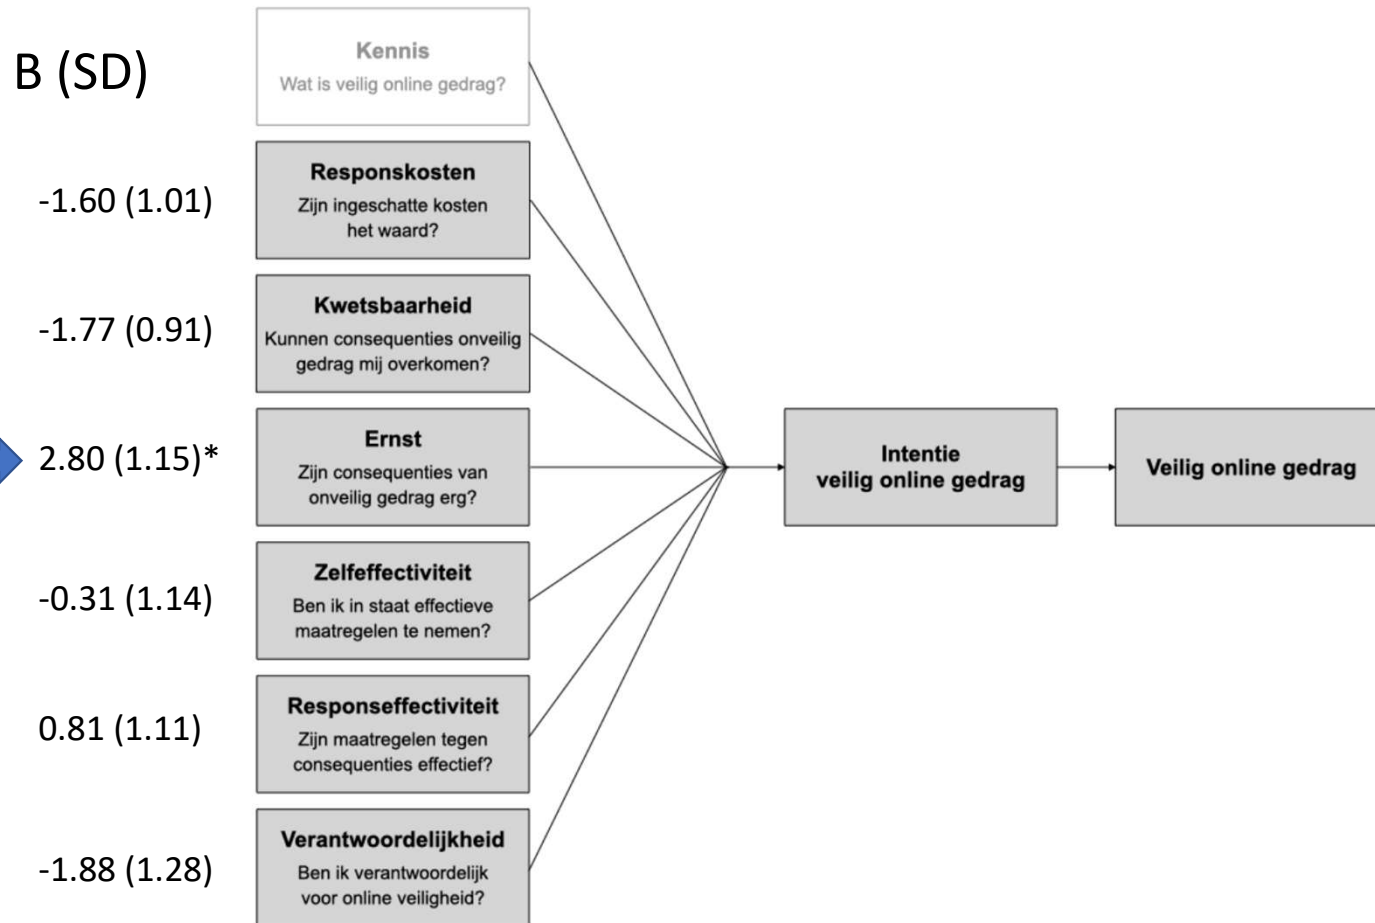 B (SD)
Kennis
Wat is veilig online gedrag?
-1.60 (1.01)
Responskosten
Zijn ingeschatte kosten
het waard?
-1.77 (0.91)
Kwetsbaarheid
Kunnen consequenties onveilig
gedrag mij overkomen?
2.80 (1.15)*
Ernst
Zijn consequenties van
onveilig gedrag erg?
Intentie
veilig online gedrag
Veilig online gedrag
-0.31 (1.14)
Zelfeffectiviteit
Ben ik in staat effectieve
maatregelen te nemen?
0.81 (1.11)
Responseffectiviteit
Zijn maatregelen tegen
consequenties effectief?
-1.88 (1.28)
Verantwoordelijkheid
Ben ik verantwoordelijk
voor online veiligheid?